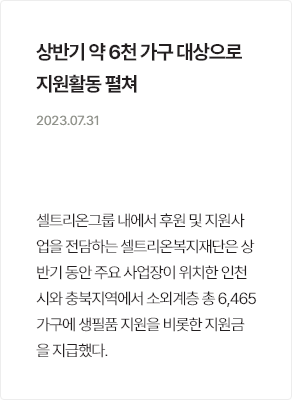 상반기 약 6천 가구 대상으로
지원활동 펼쳐
2023.07.31
셀트리온그룹 내에서 후원 및 지원사
업을 전담하는 셀트리온복지재단은 상
반기 동안 주요 사업장이 위치한 인천
시와 충북지역에서 소외계층 총 6,465
가구에 생필품 지원을 비롯한 지원금
을 지급했다.